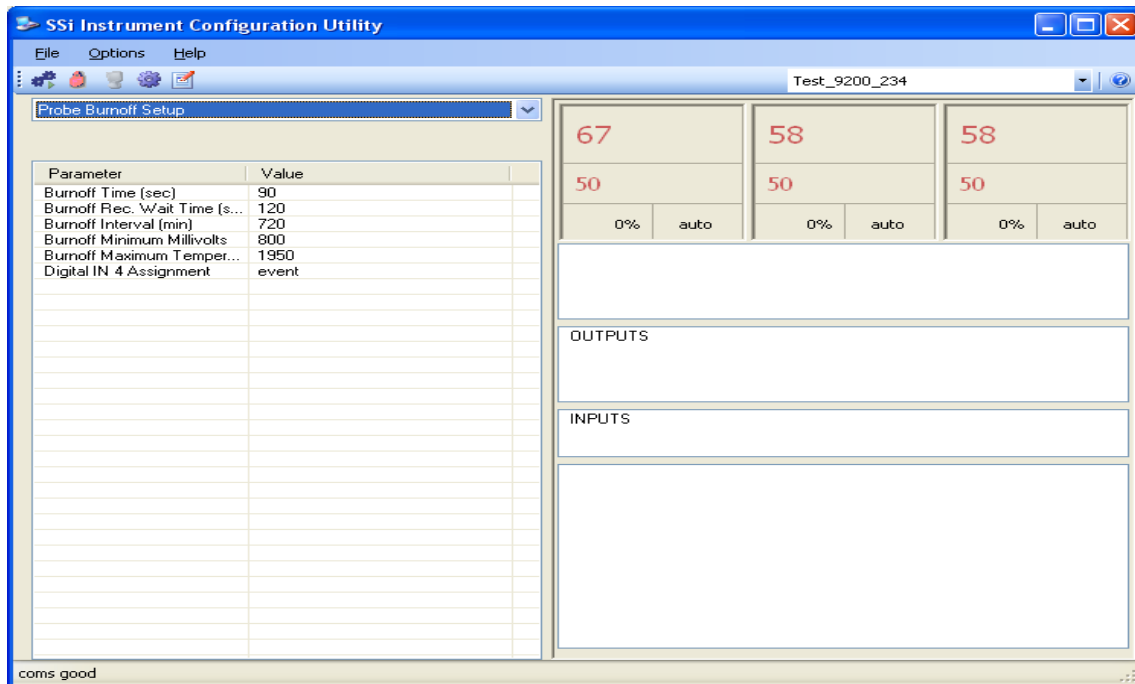 SSi Instrument Configuration Utility
File Options Help
Test_9200_234
Probe Burnoff Setup
Parameter Value
Burnoff Time (sec) 90
Burnoff Rec. Wait Time (s... 120
Burnoff Interval (min) 720
Burnoff Minimum Millivolts 800
Burnoff Maximum Temper... 1950
Digital IN 4 Assignment event
67 58 58
50 50 50
0% auto 0% auto 0% auto
OUTPUTS
INPUTS
coms good